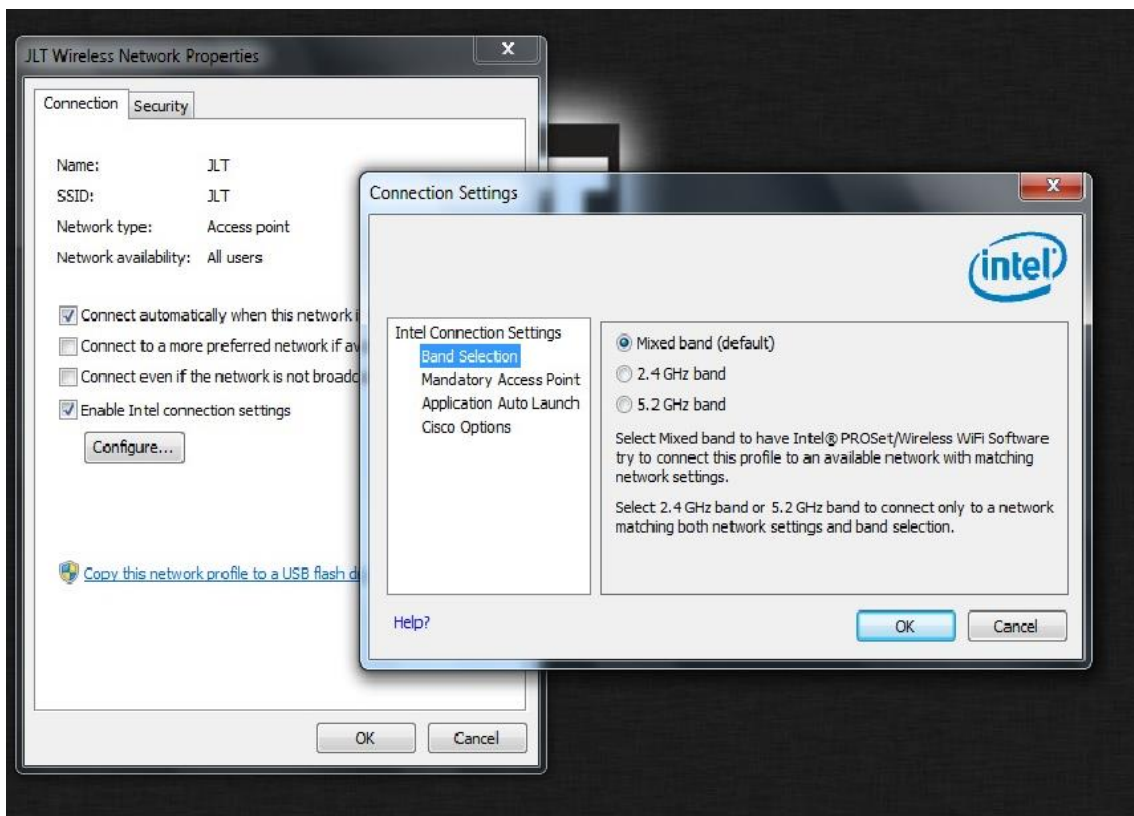 JLT Wireless Network Properties
x
Connection Security
Name: JLT
SSID: JLT
Network type: Access point
Network availability: All users
Connect automatically when this network
Connect to a more preferred network if
Connect even if the network is not
Enable Intel connection settings
Configure...
Copy this network profile to a USB flash
OK Cancel
Connection Settings
x
intel
Intel Connection Settings
Band Selection
Mandatory Access Point
Application Auto Launch
Cisco Options
Mixed band (default)
2.4 GHz band
5.2 GHz band
Select Mixed band to have Intel® PROSet/Wireless WiFi Software
try to connect this profile to an available network with matching
network settings.
Select 2.4 GHz band or 5.2 GHz band to connect only to a network
matching both network settings and band selection.
Help?
OK Cancel